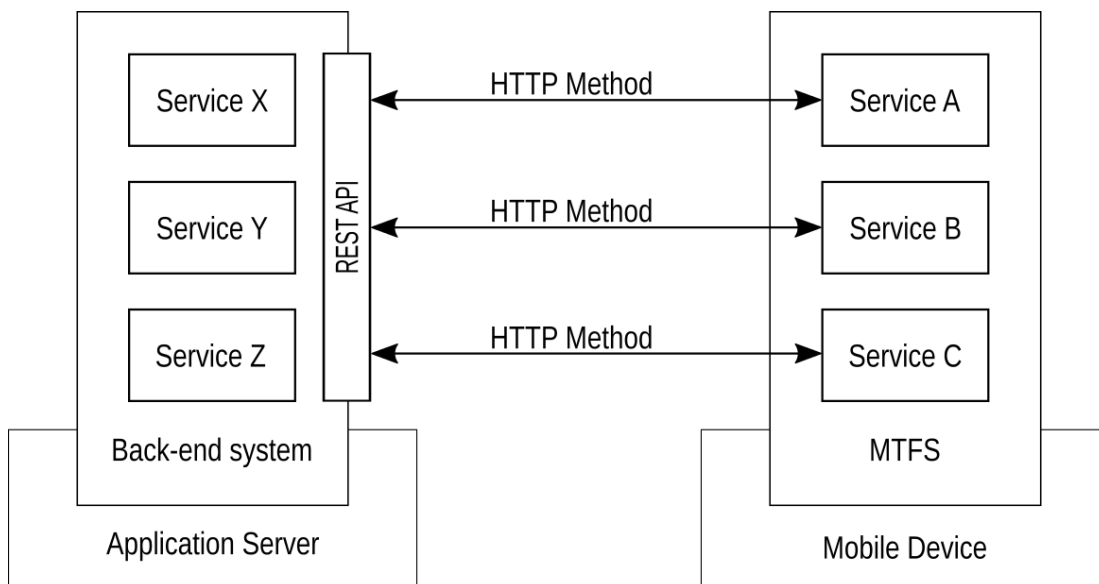 Service X
HTTP Method
Service A
Service Y
REST API
HTTP Method
Service B
Service Z
HTTP Method
Service C
Back-end system
MTFS
Application Server
Mobile Device